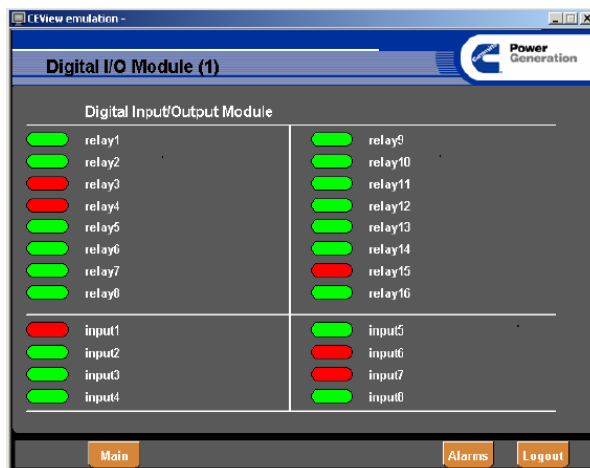 CEView emulation -
Power
Generation
Digital I/O Module (1)
Digital Input/Output Module
relay1
relay2
relay3
relay4
relay5
relay6
relay7
relay8
relay9
relay10
relay11
relay12
relay13
relay14
relay15
relay16
input1
input2
input3
input4
input5
input6
input7
input8
Main
Alarms
Logout